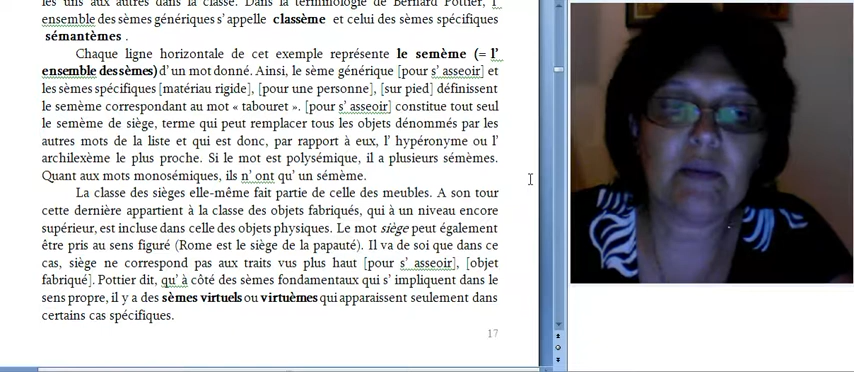 les uns aux autres dans la classe. Dans la terminologie de Bernard Pottier, l'
ensemble des sèmes génériques s'appelle classème et celui des sèmes spécifiques
sémantèmes .
Chaque ligne horizontale de cet exemple représente le semème (= l'
ensemble dessèmes) d'un mot donné. Ainsi, le sème générique [pour s'asseoir] et
les sèmes spécifiques [matériau rigide], [pour une personne], [sur pied] définissent
le semème correspondant au mot « tabouret ». [pour s'asseoir] constitue tout seul
le semème de siège, terme qui peut remplacer tous les objets dénommés par les
autres mots de la liste et qui est donc, par rapport à eux, l' hypéronyme ou l'
archilexème le plus proche. Si le mot est polysémique, il a plusieurs sémèmes.
Quant aux mots monosémiques, ils n'ont qu'un sémème.
La classe des sièges elle-même fait partie de celle des meubles. A son tour
cette dernière appartient à la classe des objets fabriqués, qui à un niveau encore
supérieur, est incluse dans celle des objets physiques. Le mot siège peut également
être pris au sens figuré (Rome est le siège de la papauté). Il va de soi que dans ce
cas, siège ne correspond pas aux traits vus plus haut [pour s' asseoir], [objet
fabriqué]. Pottier dit, qu' à côté des sèmes fondamentaux qui s' impliquent dans le
sens propre, il y a des sèmes virtuels ou virtuèmes qui apparaissent seulement dans
certains cas spécifiques.
17